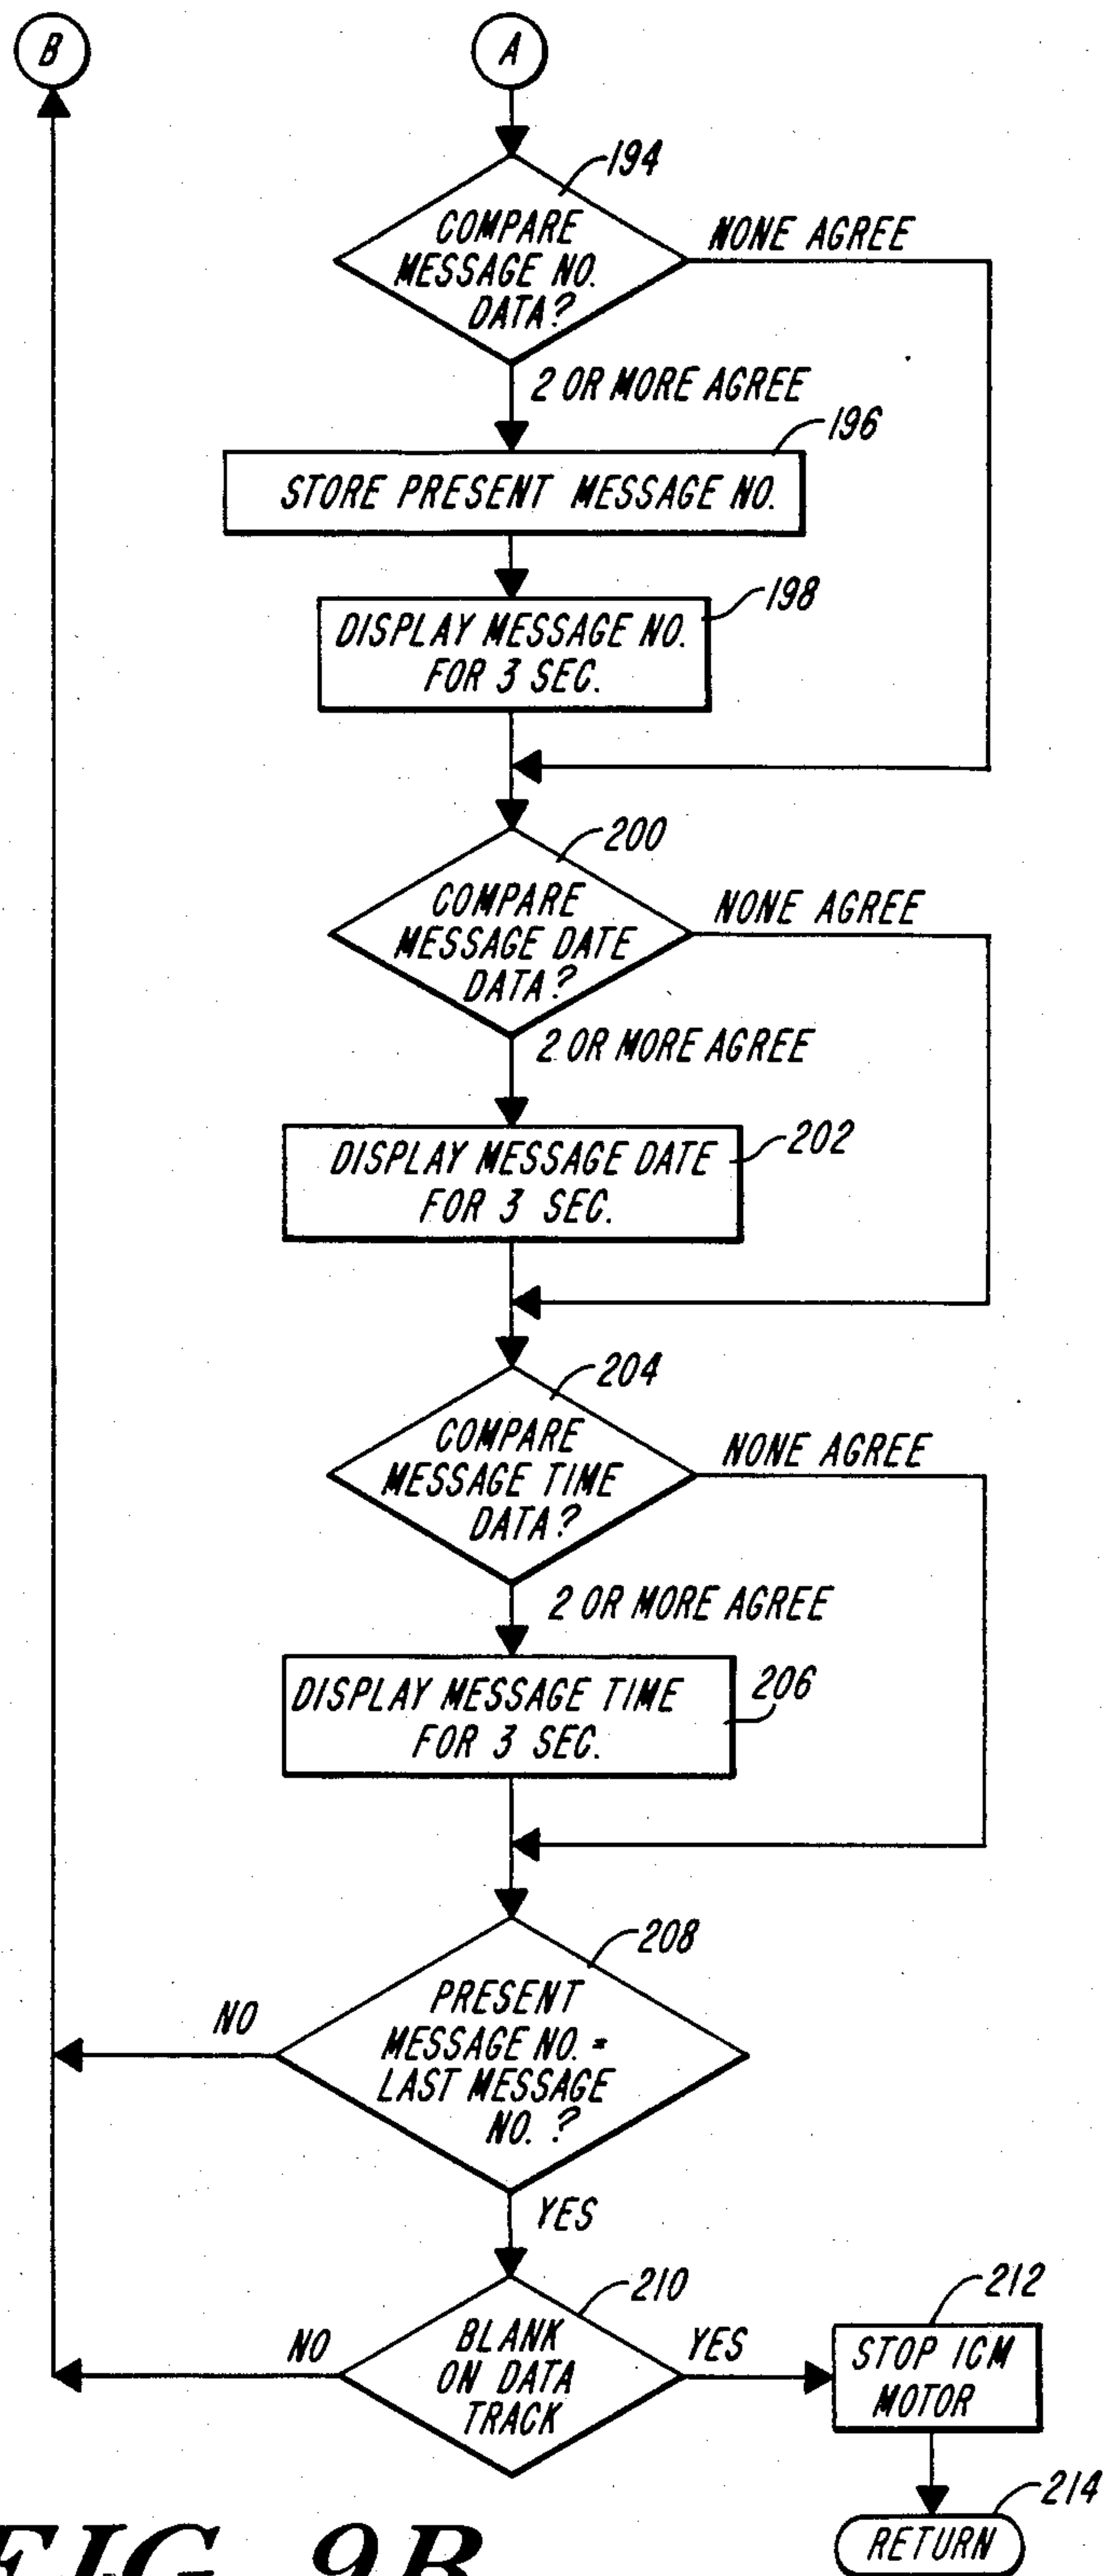 B
A
194
COMPARE
MESSAGE NO.
DATA?
NONE AGREE
2 OR MORE AGREE
196
STORE PRESENT MESSAGE NO.
198
DISPLAY MESSAGE NO.
FOR 3 SEC.
200
COMPARE
MESSAGE DATE
DATA?
NONE AGREE
2 OR MORE AGREE
202
DISPLAY MESSAGE DATE
FOR 3 SEC.
204
COMPARE
MESSAGE TIME
DATA?
NONE AGREE
2 OR MORE AGREE
206
DISPLAY MESSAGE TIME
FOR 3 SEC.
208
PRESENT
MESSAGE NO. =
LAST MESSAGE
NO. ?
NO
YES
210
BLANK
ON DATA
TRACK
NO
YES
212
STOP ICM
MOTOR
214
RETURN
FIG. 9B